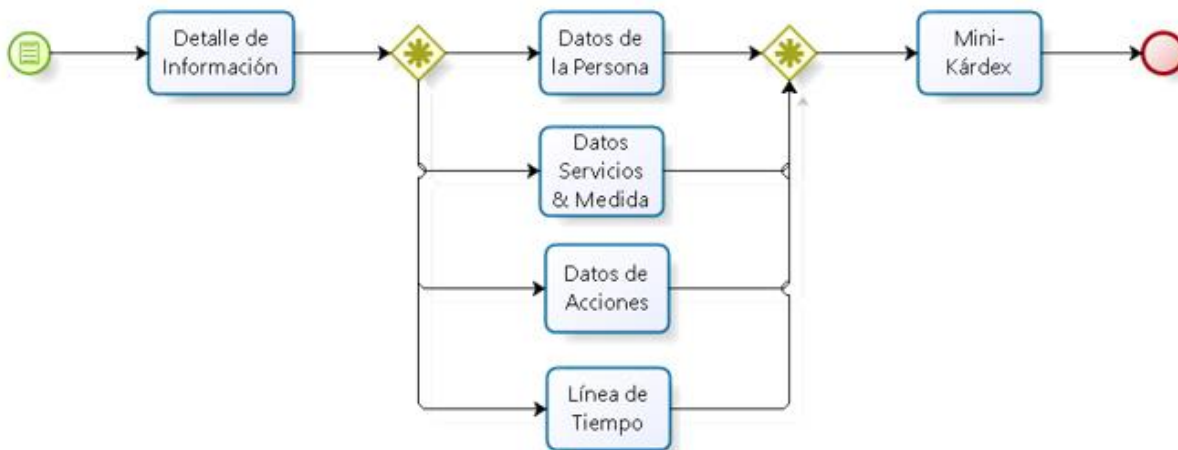 Detalle de
Información
Datos de
la Persona
Mini-
Kárdex
Datos
Servicios
& Medida
Datos de
Acciones
Línea de
Tiempo